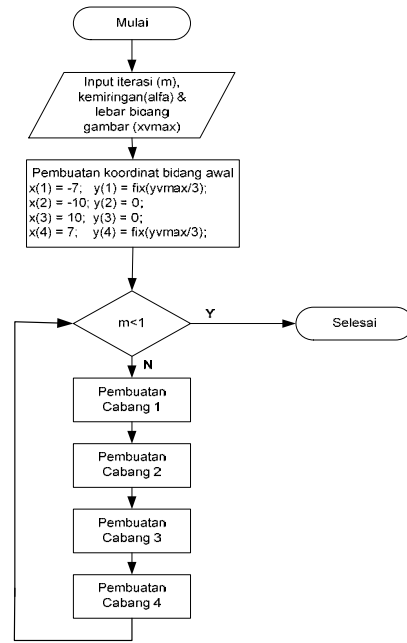 Mulai
Input iterasi (m),
kemiringan(alfa) &
lebar bidang
gambar (xvmax)
Pembuatan koordinat bidang awal
x(1) = -7; y(1) = fix(yvmax/3);
x(2) = -10; y(2) = 0;
x(3) = 10; y(3) = 0;
x(4) = 7; y(4) = fix(yvmax/3);
m<1
Y
Selesai
N
Pembuatan
Cabang 1
Pembuatan
Cabang 2
Pembuatan
Cabang 3
Pembuatan
Cabang 4